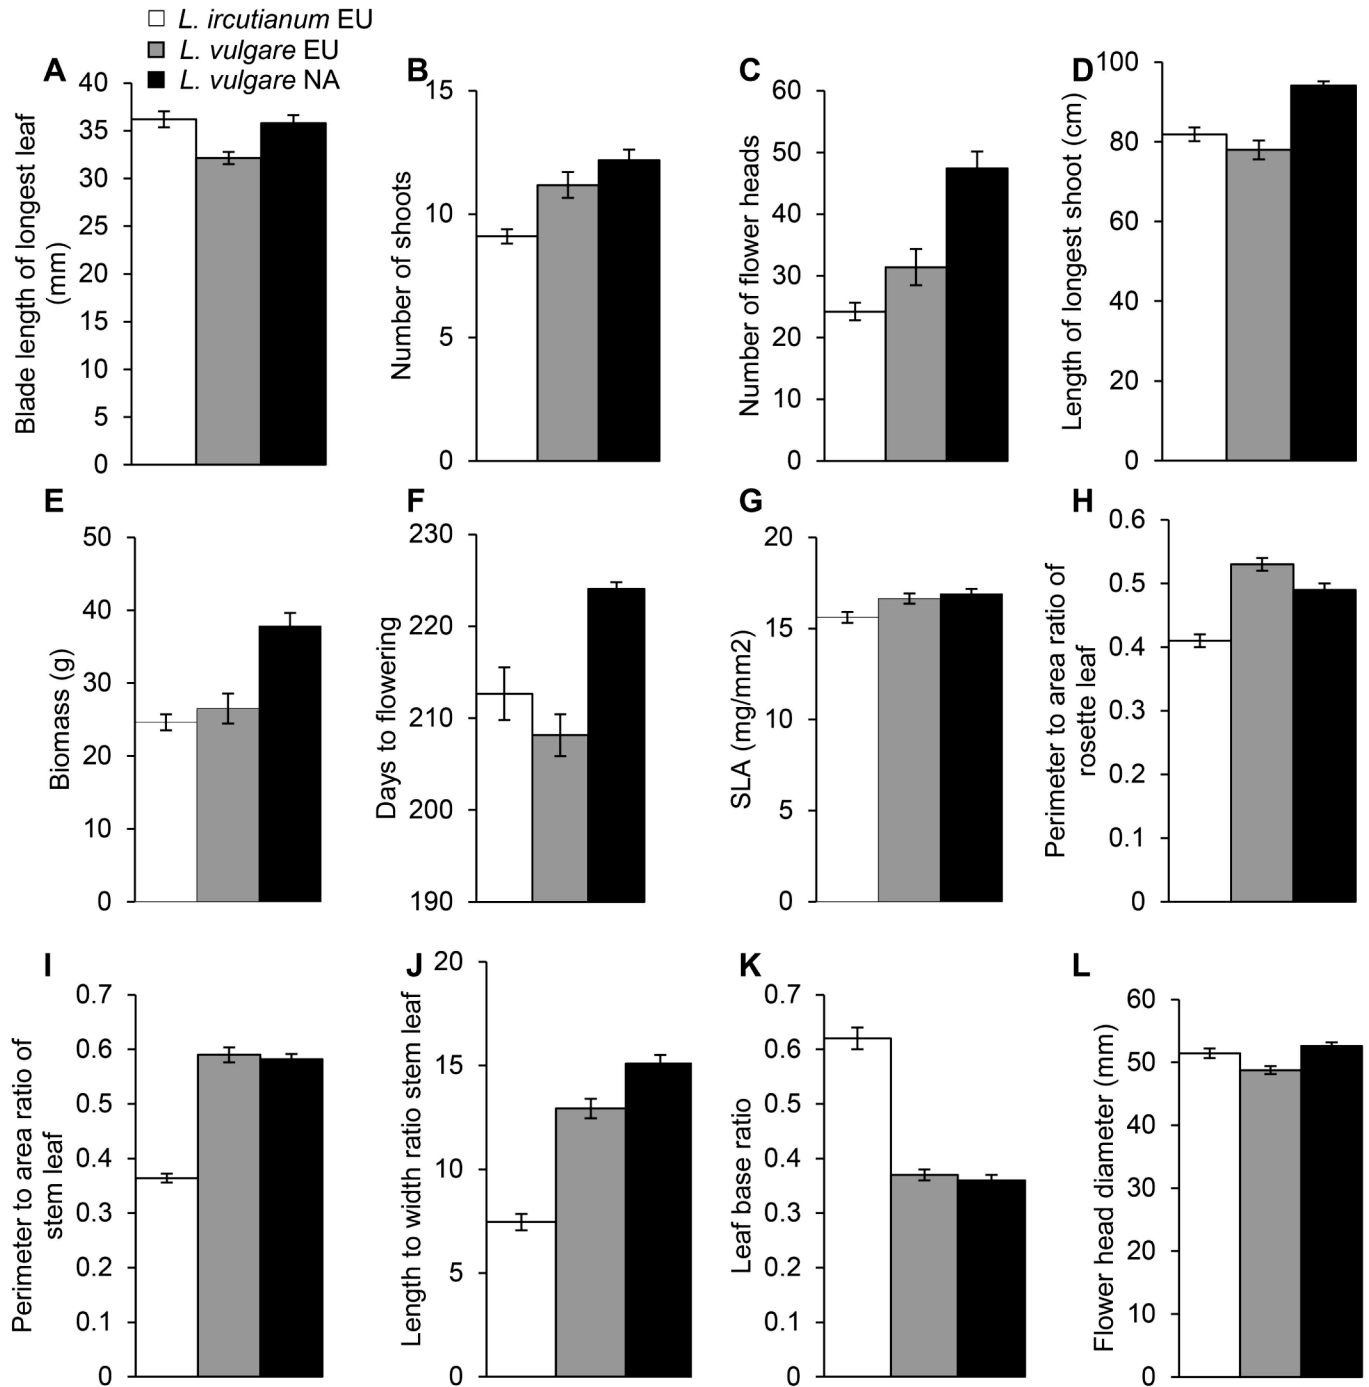 L. ircutianum EU
L. vulgare EU
L. vulgare NA
A
Blade length of longest leaf
(mm)
40
35
30
25
20
15
10
5
0
B
Number of shoots
15
10
5
0
C
Number of flower heads
60
50
40
30
20
10
0
D
Length of longest shoot (cm)
100
80
60
40
20
0
E
Biomass (g)
50
40
30
20
10
0
F
Days to flowering
230
220
210
200
190
G
SLA (mg/mm2)
20
15
10
5
0
H
Perimeter to area ratio of
rosette leaf
0.6
0.5
0.4
0.3
0.2
0.1
0
I
Perimeter to area ratio of
stem leaf
0.7
0.6
0.5
0.4
0.3
0.2
0.1
0
J
Length to width ratio stem leaf
20
15
10
5
0
K
Leaf base ratio
0.7
0.6
0.5
0.4
0.3
0.2
0.1
0
L
Flower head diameter (mm)
60
50
40
30
20
10
0